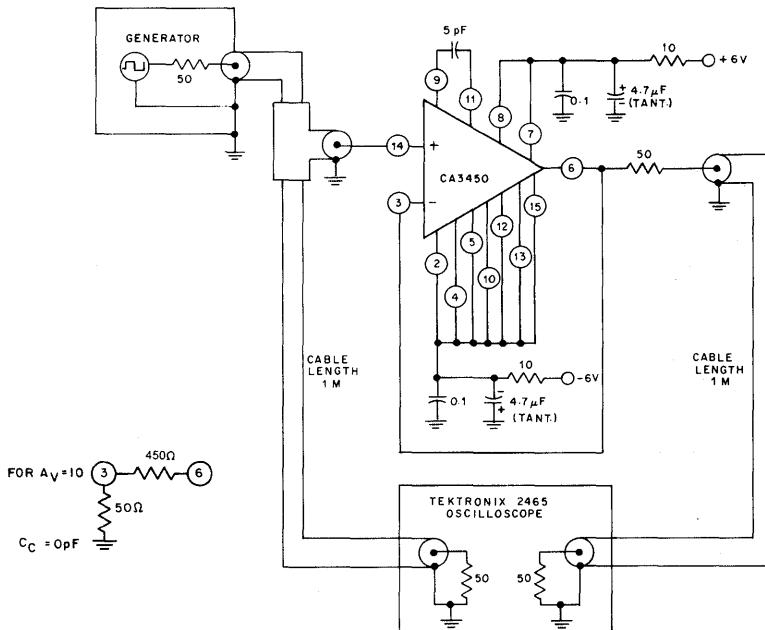 GENERATOR
50
5 pF
9
11
8
7
10
+6V
0.1
+
4.7µF
(TANT.)
−
14
+
CA3450
6
50
3
−
15
12
5
13
2
10
4
CABLE
LENGTH
1 M
CABLE
LENGTH
1 M
10
−6V
0.1
−
4.7µF
+
(TANT.)
450Ω
FOR AV=10
3
6
50Ω
CC = 0pF
TEKTRONIX 2465
OSCILLOSCOPE
50
50